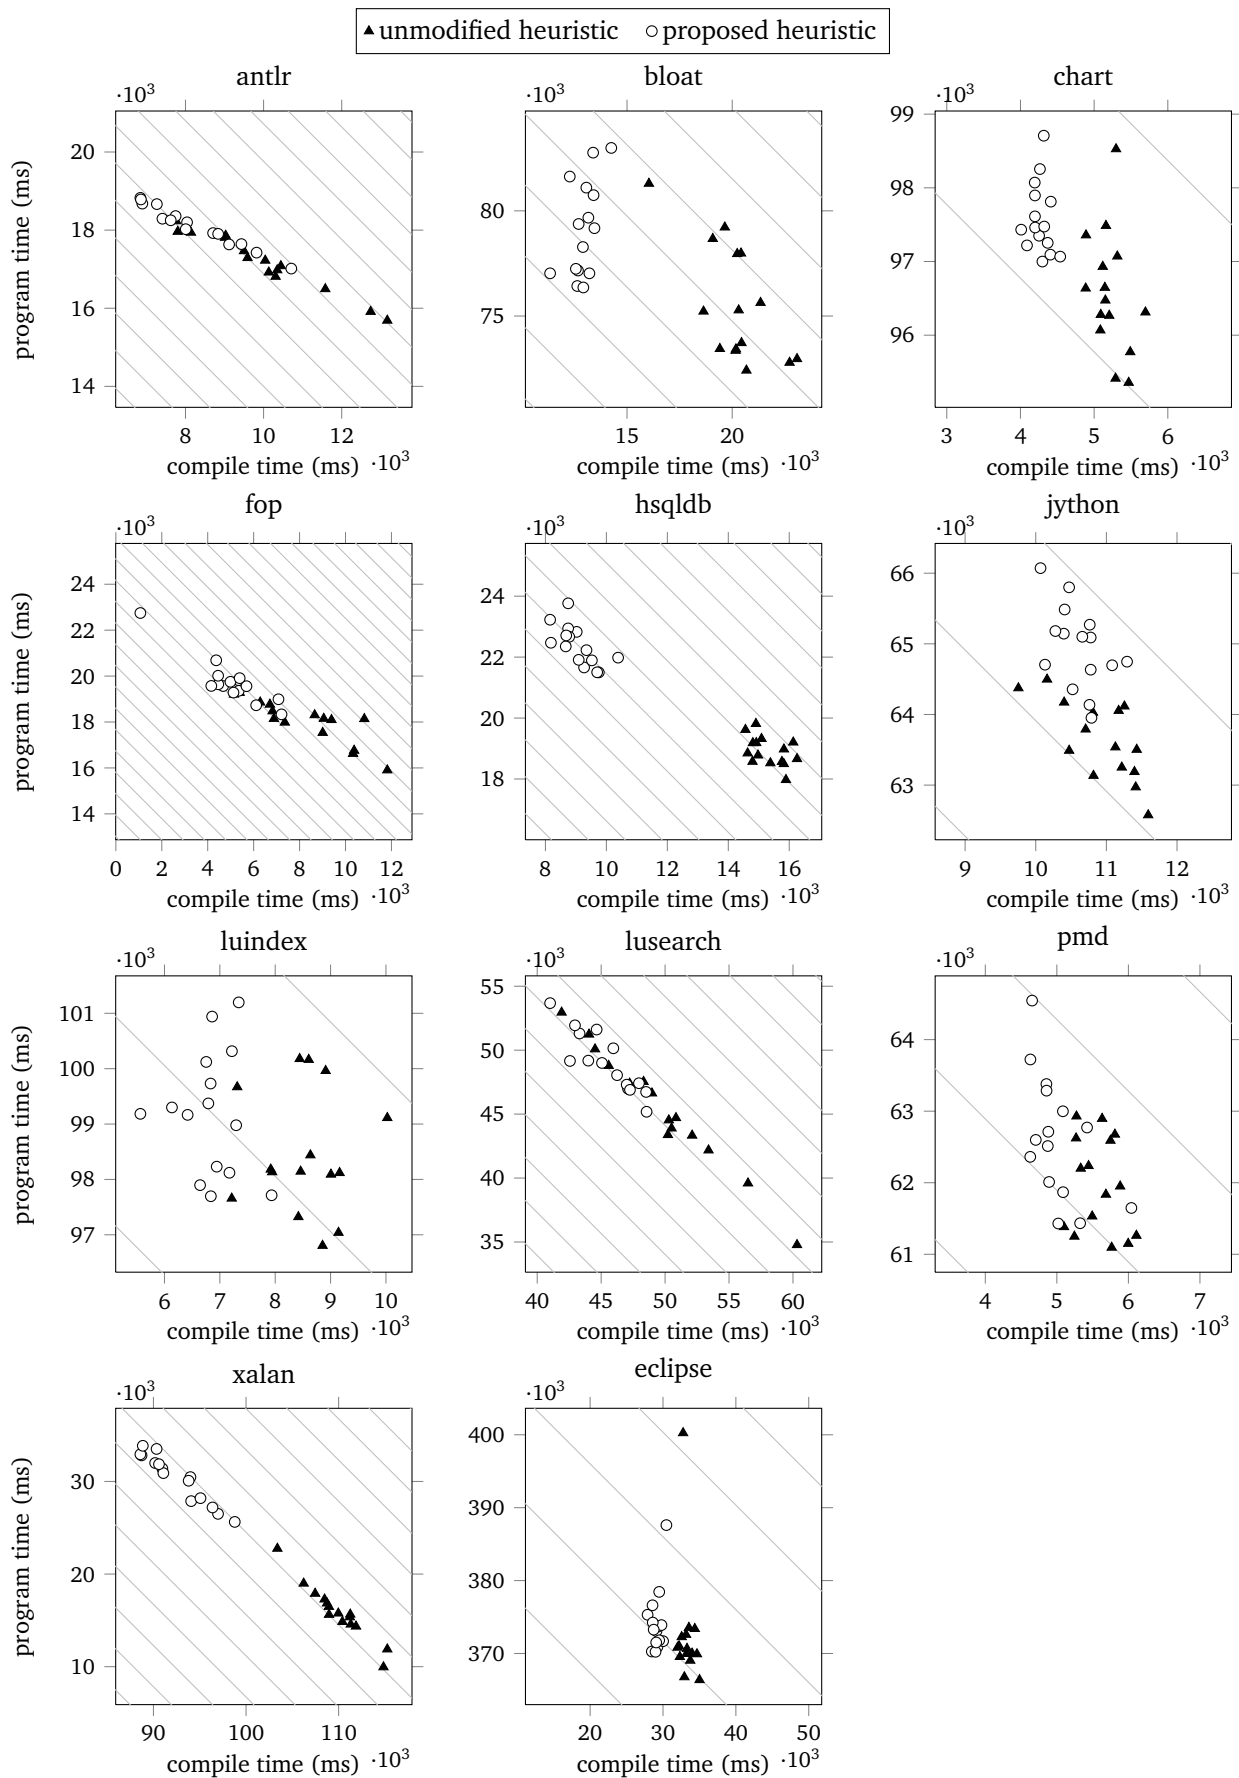 unmodified heuristic proposed heuristic
antlr bloat chart
·10³ ·10³ ·10³
program time (ms)
20
18
16
14
8 10 12
compile time (ms) ·10³
80
75
15 20
compile time (ms) ·10³
99
98
97
96
3 4 5 6
compile time (ms) ·10³
fop hsqldb jython
·10³ ·10³ ·10³
program time (ms)
24
22
20
18
16
14
0 2 4 6 8 10 12
compile time (ms) ·10³
24
22
20
18
8 10 12 14 16
compile time (ms) ·10³
66
65
64
63
9 10 11 12
compile time (ms) ·10³
luindex lusearch pmd
·10³ ·10³ ·10³
program time (ms)
101
100
99
98
97
6 7 8 9 10
compile time (ms) ·10³
55
50
45
40
35
40 45 50 55 60
compile time (ms) ·10³
64
63
62
61
3 4 5 6 7
compile time (ms) ·10³
xalan eclipse
·10³ ·10³
program time (ms)
30
20
10
90 100 110
compile time (ms) ·10³
400
390
380
370
20 30 40 50
compile time (ms) ·10³